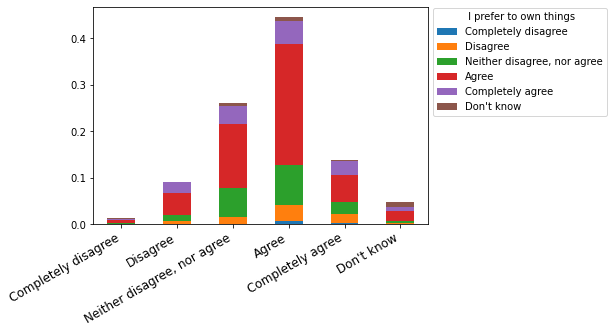 I prefer to own things
Completely disagree
Disagree
Neither disagree, nor agree
Agree
Completely agree
Don't know
0.4
0.3
0.2
0.1
0.0
Completely disagree
Disagree
Neither disagree, nor agree
Agree
Completely agree
Don't know